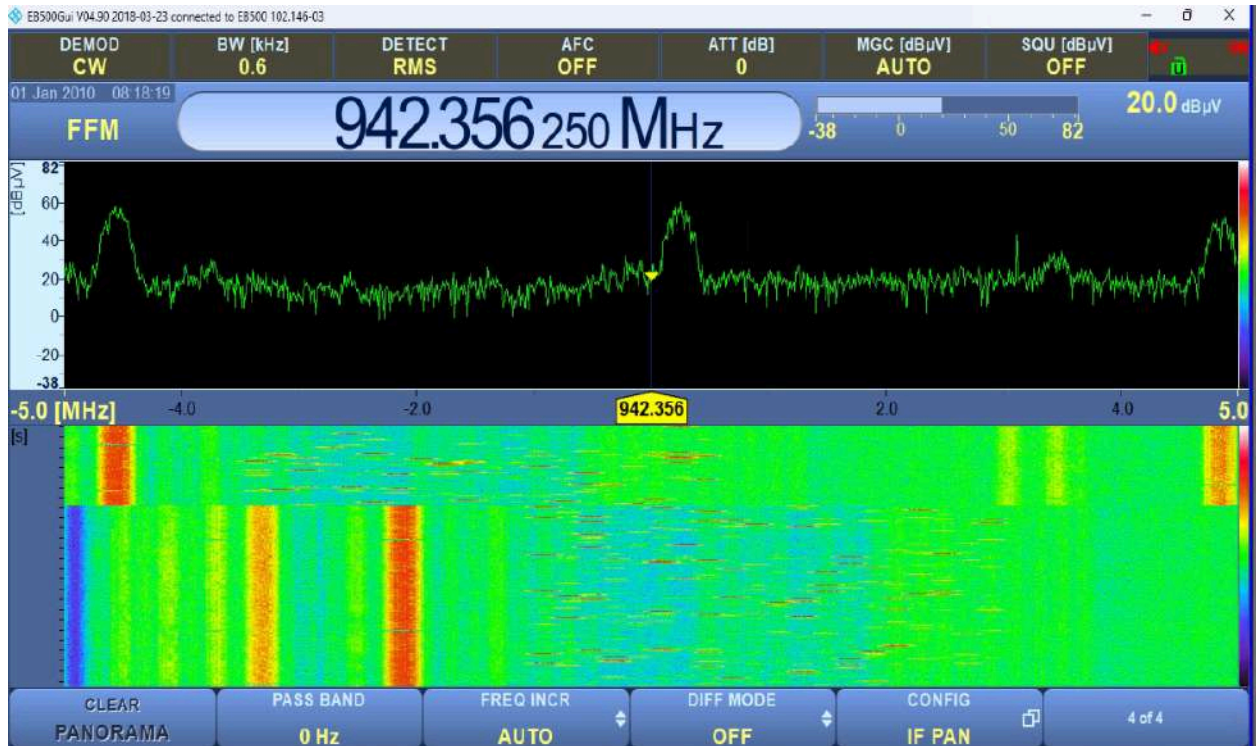 EB500Gui V04.90 2018-03-23 connected to EB500 102.146-03
DEMOD BW [kHz] DETECT AFC ATT [dB] MGC [dBµV] SQU [dBµV]
CW 0.6 RMS OFF 0 AUTO OFF
01 Jan 2010 08:18:19
FFM 942.356 250 MHz -38 0 50 82 20.0 dBµV
[dBµV]
82
60
40
20
0
-20
-38
-5.0 [MHz] -4.0 -2.0 942.356 2.0 4.0 5.0
[s]
CLEAR PASS BAND FREQ INCR DIFF MODE CONFIG 4 of 4
PANORAMA 0 Hz AUTO OFF IF PAN